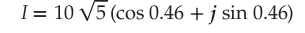 I = 10 √5 (cos 0.46 + j sin 0.46)